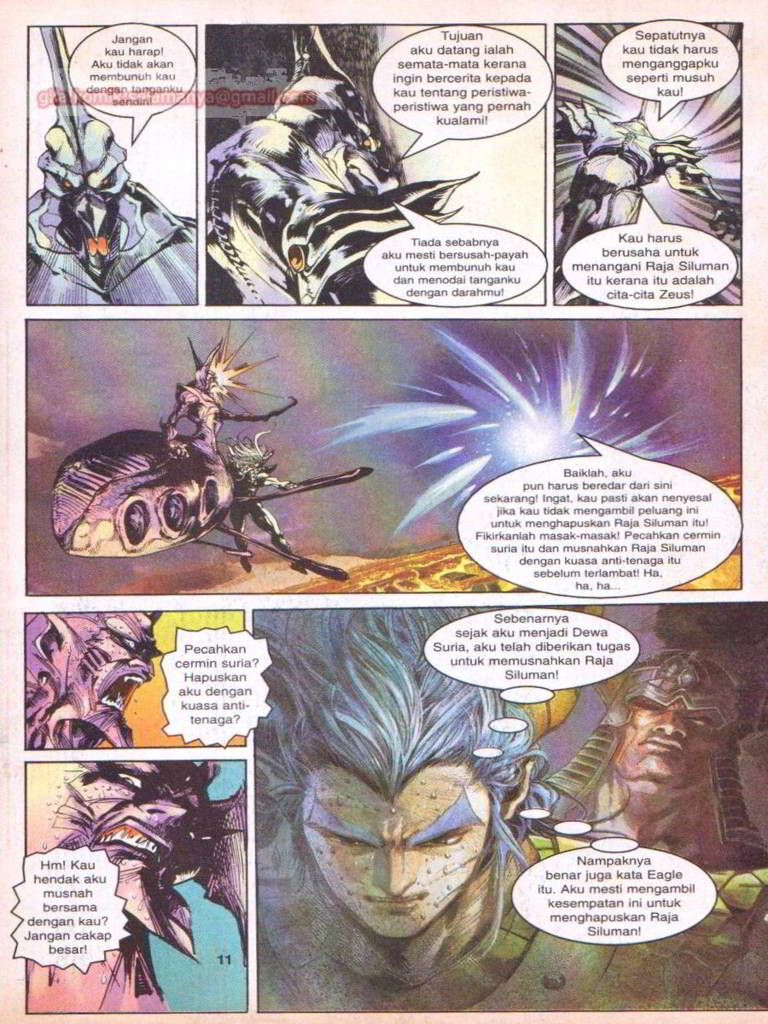 Jangan
kau harap!
Aku tidak akan
membunuh kau
dengan tanganku
sendiri!
Tujuan
aku datang ialah
semata-mata kerana
ingin bercerita kepada
kau tentang peristiwa-
peristiwa yang pernah
kualami!
Tiada sebabnya
aku mesti bersusah-payah
untuk membunuh kau
dan menodai tanganku
dengan darahmu!
Sepatutnya
kau tidak harus
menganggapku
seperti musuh
kau!
Kau harus
berusaha untuk
menangani Raja Siluman
itu kerana itu adalah
cita-cita Zeus!
Baiklah, aku
pun harus beredar dari sini
sekarang! Ingat, kau pasti akan nenyesal
jika kau tidak mengambil peluang ini
untuk menghapuskan Raja Siluman itu!
Fikirkanlah masak-masak! Pecahkan cermin
suria itu dan musnahkan Raja Siluman
dengan kuasa anti-tenaga itu
sebelum terlambat! Ha,
ha, ha...
Pecahkan
cermin suria?
Hapuskan
aku dengan
kuasa anti-
tenaga?
Sebenarnya
sejak aku menjadi Dewa
Suria, aku telah diberikan tugas
untuk memusnahkan Raja
Siluman!
Hm! Kau
hendak aku
musnah
bersama
dengan kau?
Jangan cakap
besar!
Nampaknya
benar juga kata Eagle
itu. Aku mesti mengambil
kesempatan ini untuk
menghapuskan Raja
Siluman!
11